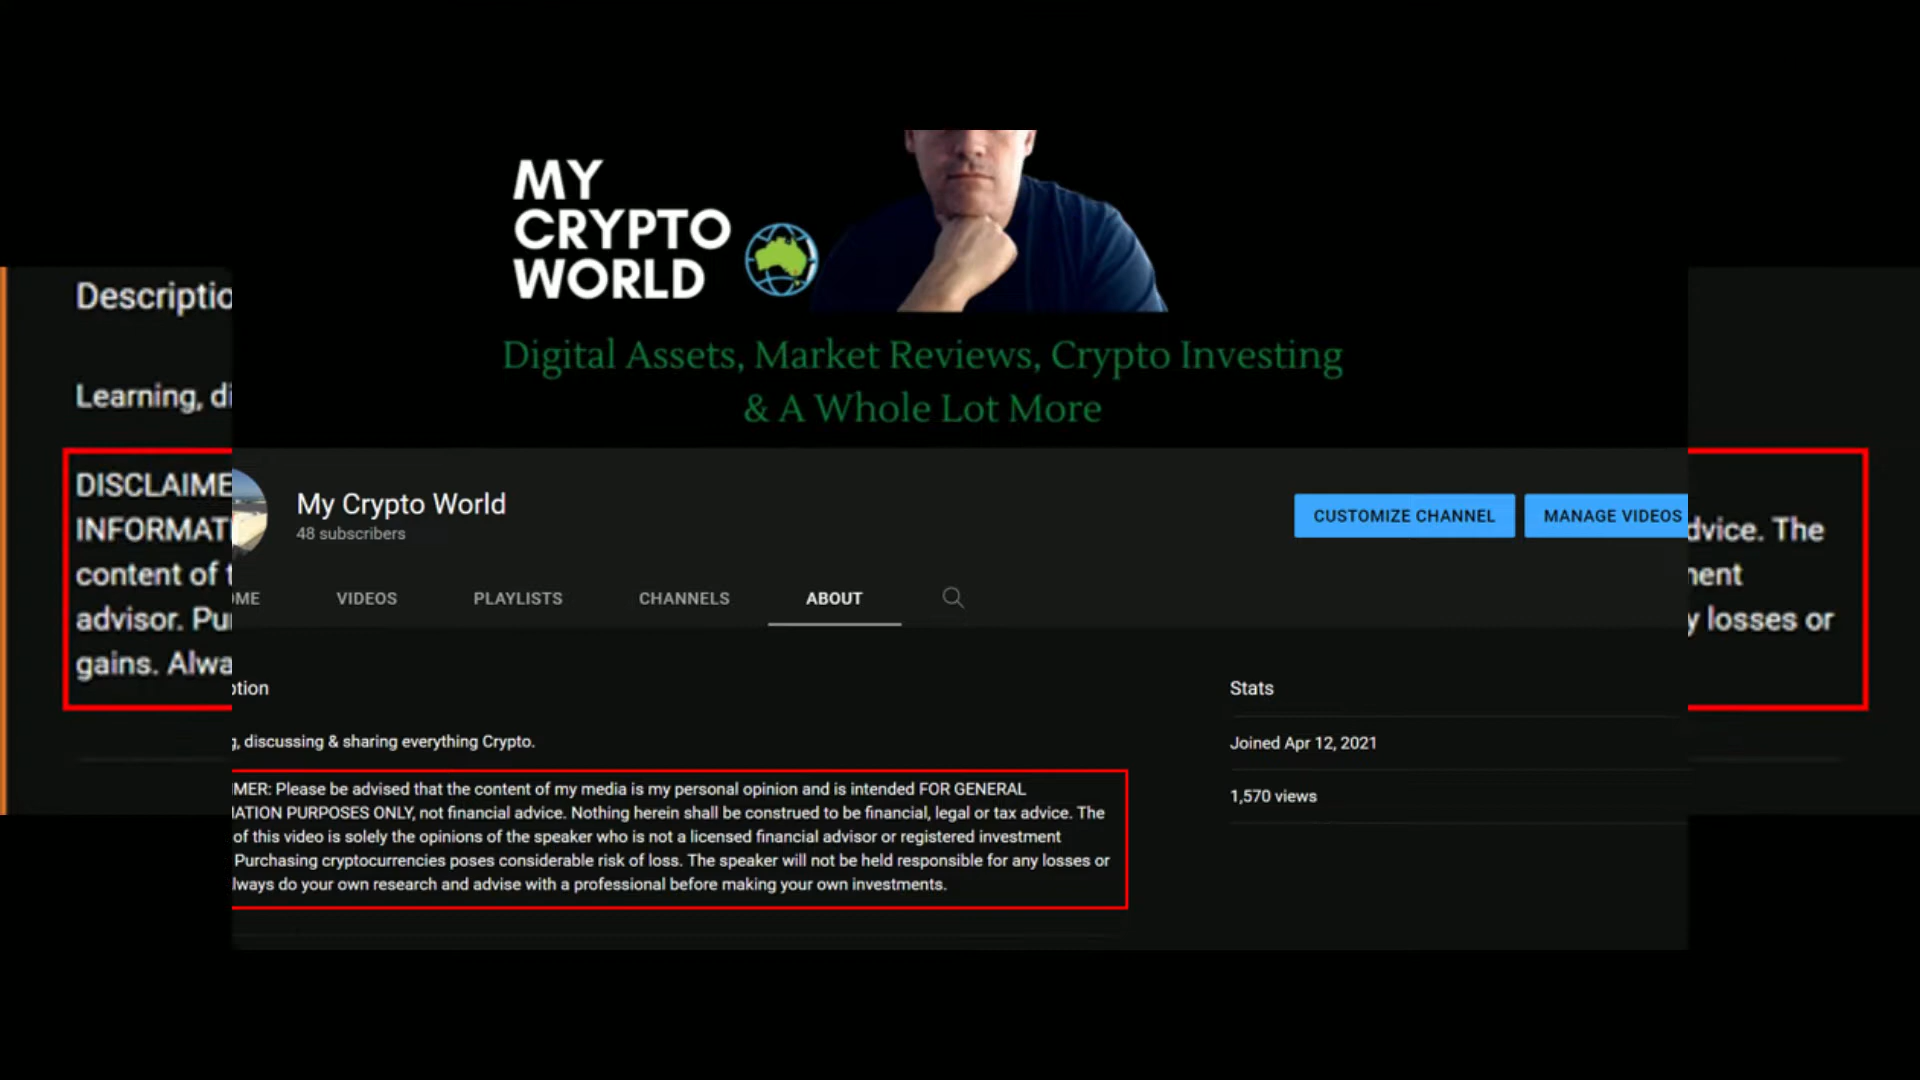 MY
CRYPTO
WORLD
Digital Assets, Market Reviews, Crypto Investing
& A Whole Lot More
Descriptio
Learning, di
DISCLAIME
INFORMAT
content of t
advisor. Pu
gains. Alwa
My Crypto World
48 subscribers
CUSTOMIZE CHANNEL
MANAGE VIDEOS
OME VIDEOS PLAYLISTS CHANNELS ABOUT
dvice. The
nent
y losses or
ption
g, discussing & sharing everything Crypto.
IMER: Please be advised that the content of my media is my personal opinion and is intended FOR GENERAL
IATION PURPOSES ONLY, not financial advice. Nothing herein shall be construed to be financial, legal or tax advice. The
of this video is solely the opinions of the speaker who is not a licensed financial advisor or registered investment
Purchasing cryptocurrencies poses considerable risk of loss. The speaker will not be held responsible for any losses or
lways do your own research and advise with a professional before making your own investments.
Stats
Joined Apr 12, 2021
1,570 views